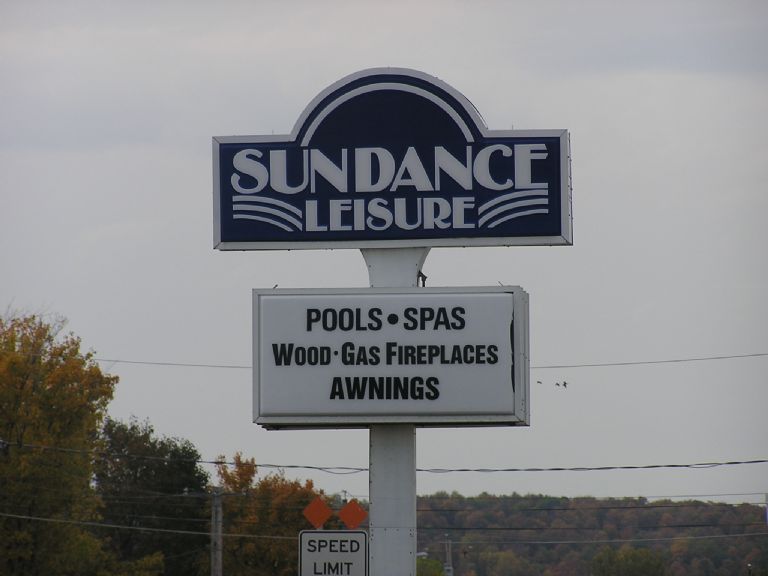 SUNDANCE
LEISURE
POOLS • SPAS
WOOD · GAS FIREPLACES
AWNINGS
SPEED
LIMIT